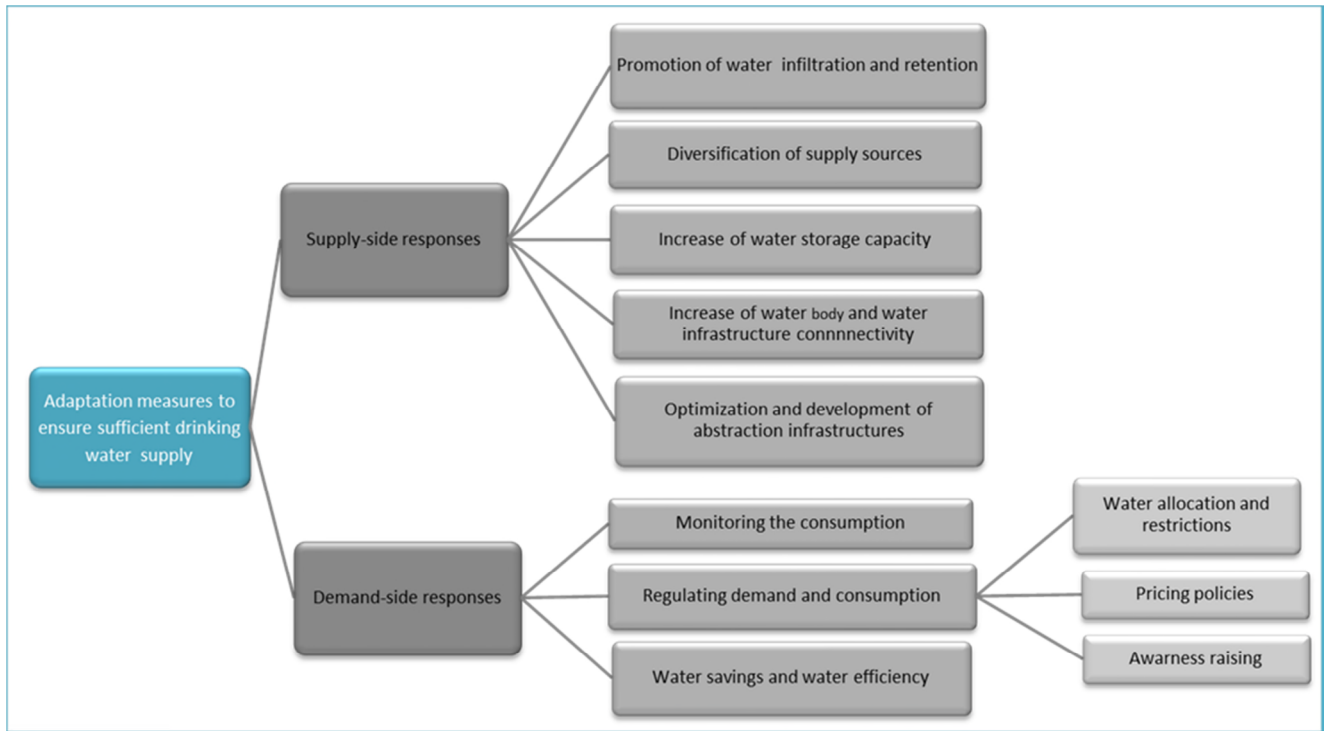 Promotion of water infiltration and retention
Diversification of supply sources
Supply-side responses
Increase of water storage capacity
Increase of water body and water
infrastructure connnnectivity
Adaptation measures to
ensure sufficient drinking
water supply
Optimization and development of
abstraction infrastructures
Monitoring the consumption
Water allocation and
restrictions
Demand-side responses
Regulating demand and consumption
Pricing policies
Water savings and water efficiency
Awarness raising